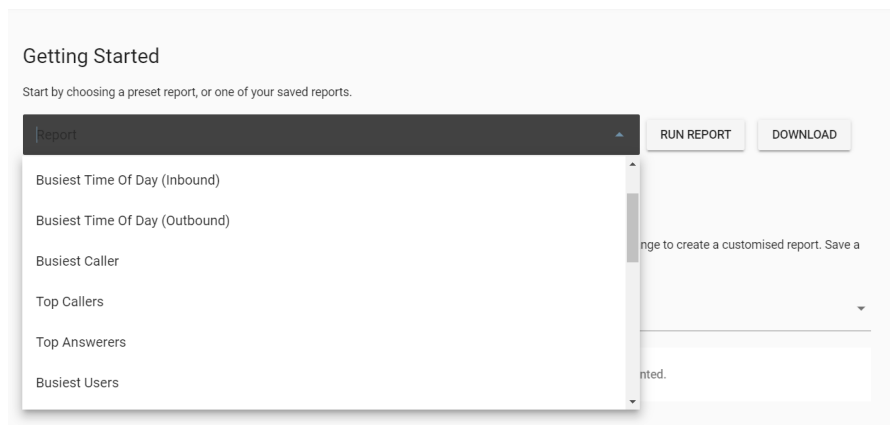 Getting Started
Start by choosing a preset report, or one of your saved reports.
Report
RUN REPORT
DOWNLOAD
Busiest Time Of Day (Inbound)
Busiest Time Of Day (Outbound)
nge to create a customised report. Save a
Busiest Caller
Top Callers
Top Answerers
nted.
Busiest Users